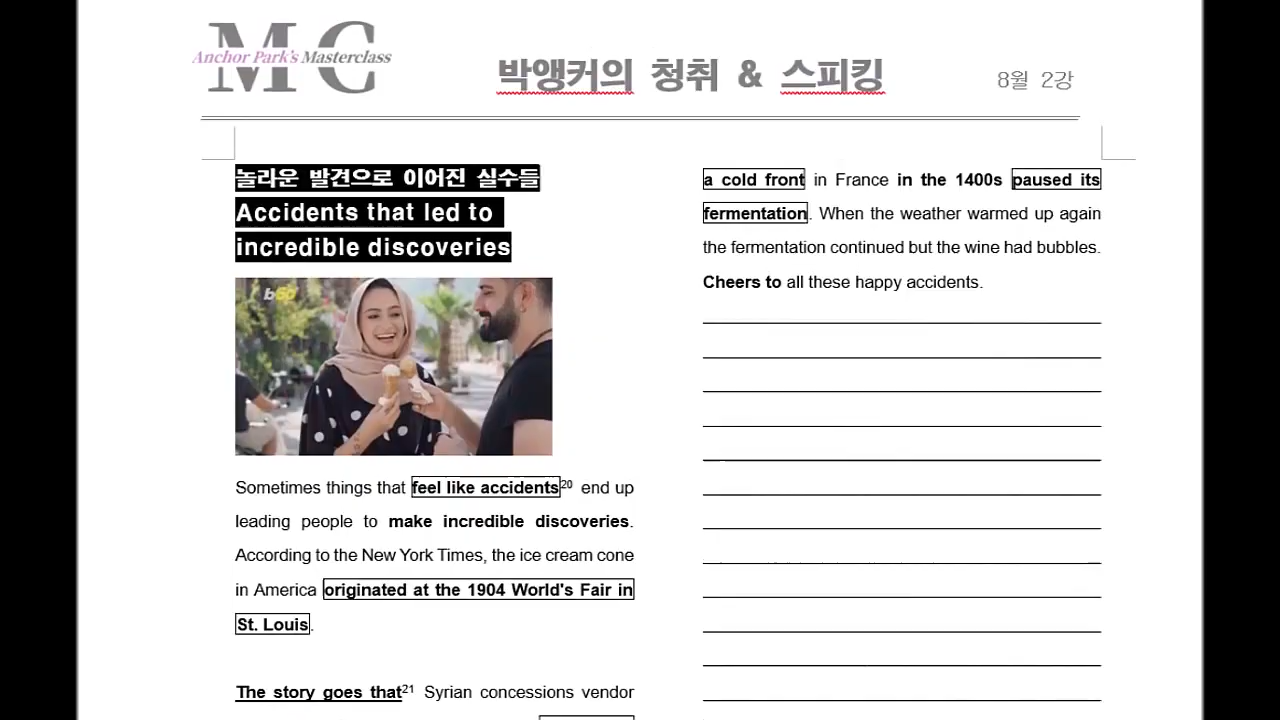 MC
Anchor Park's Masterclass
박앵커의 청취 & 스피킹
8월 2강
놀라운 발견으로 이어진 실수들
Accidents that led to
incredible discoveries
b60
Sometimes things that feel like accidents20 end up
leading people to make incredible discoveries.
According to the New York Times, the ice cream cone
in America originated at the 1904 World's Fair in
St. Louis.
The story goes that21 Syrian concessions vendor
a cold front in France in the 1400s paused its
fermentation. When the weather warmed up again
the fermentation continued but the wine had bubbles.
Cheers to all these happy accidents.